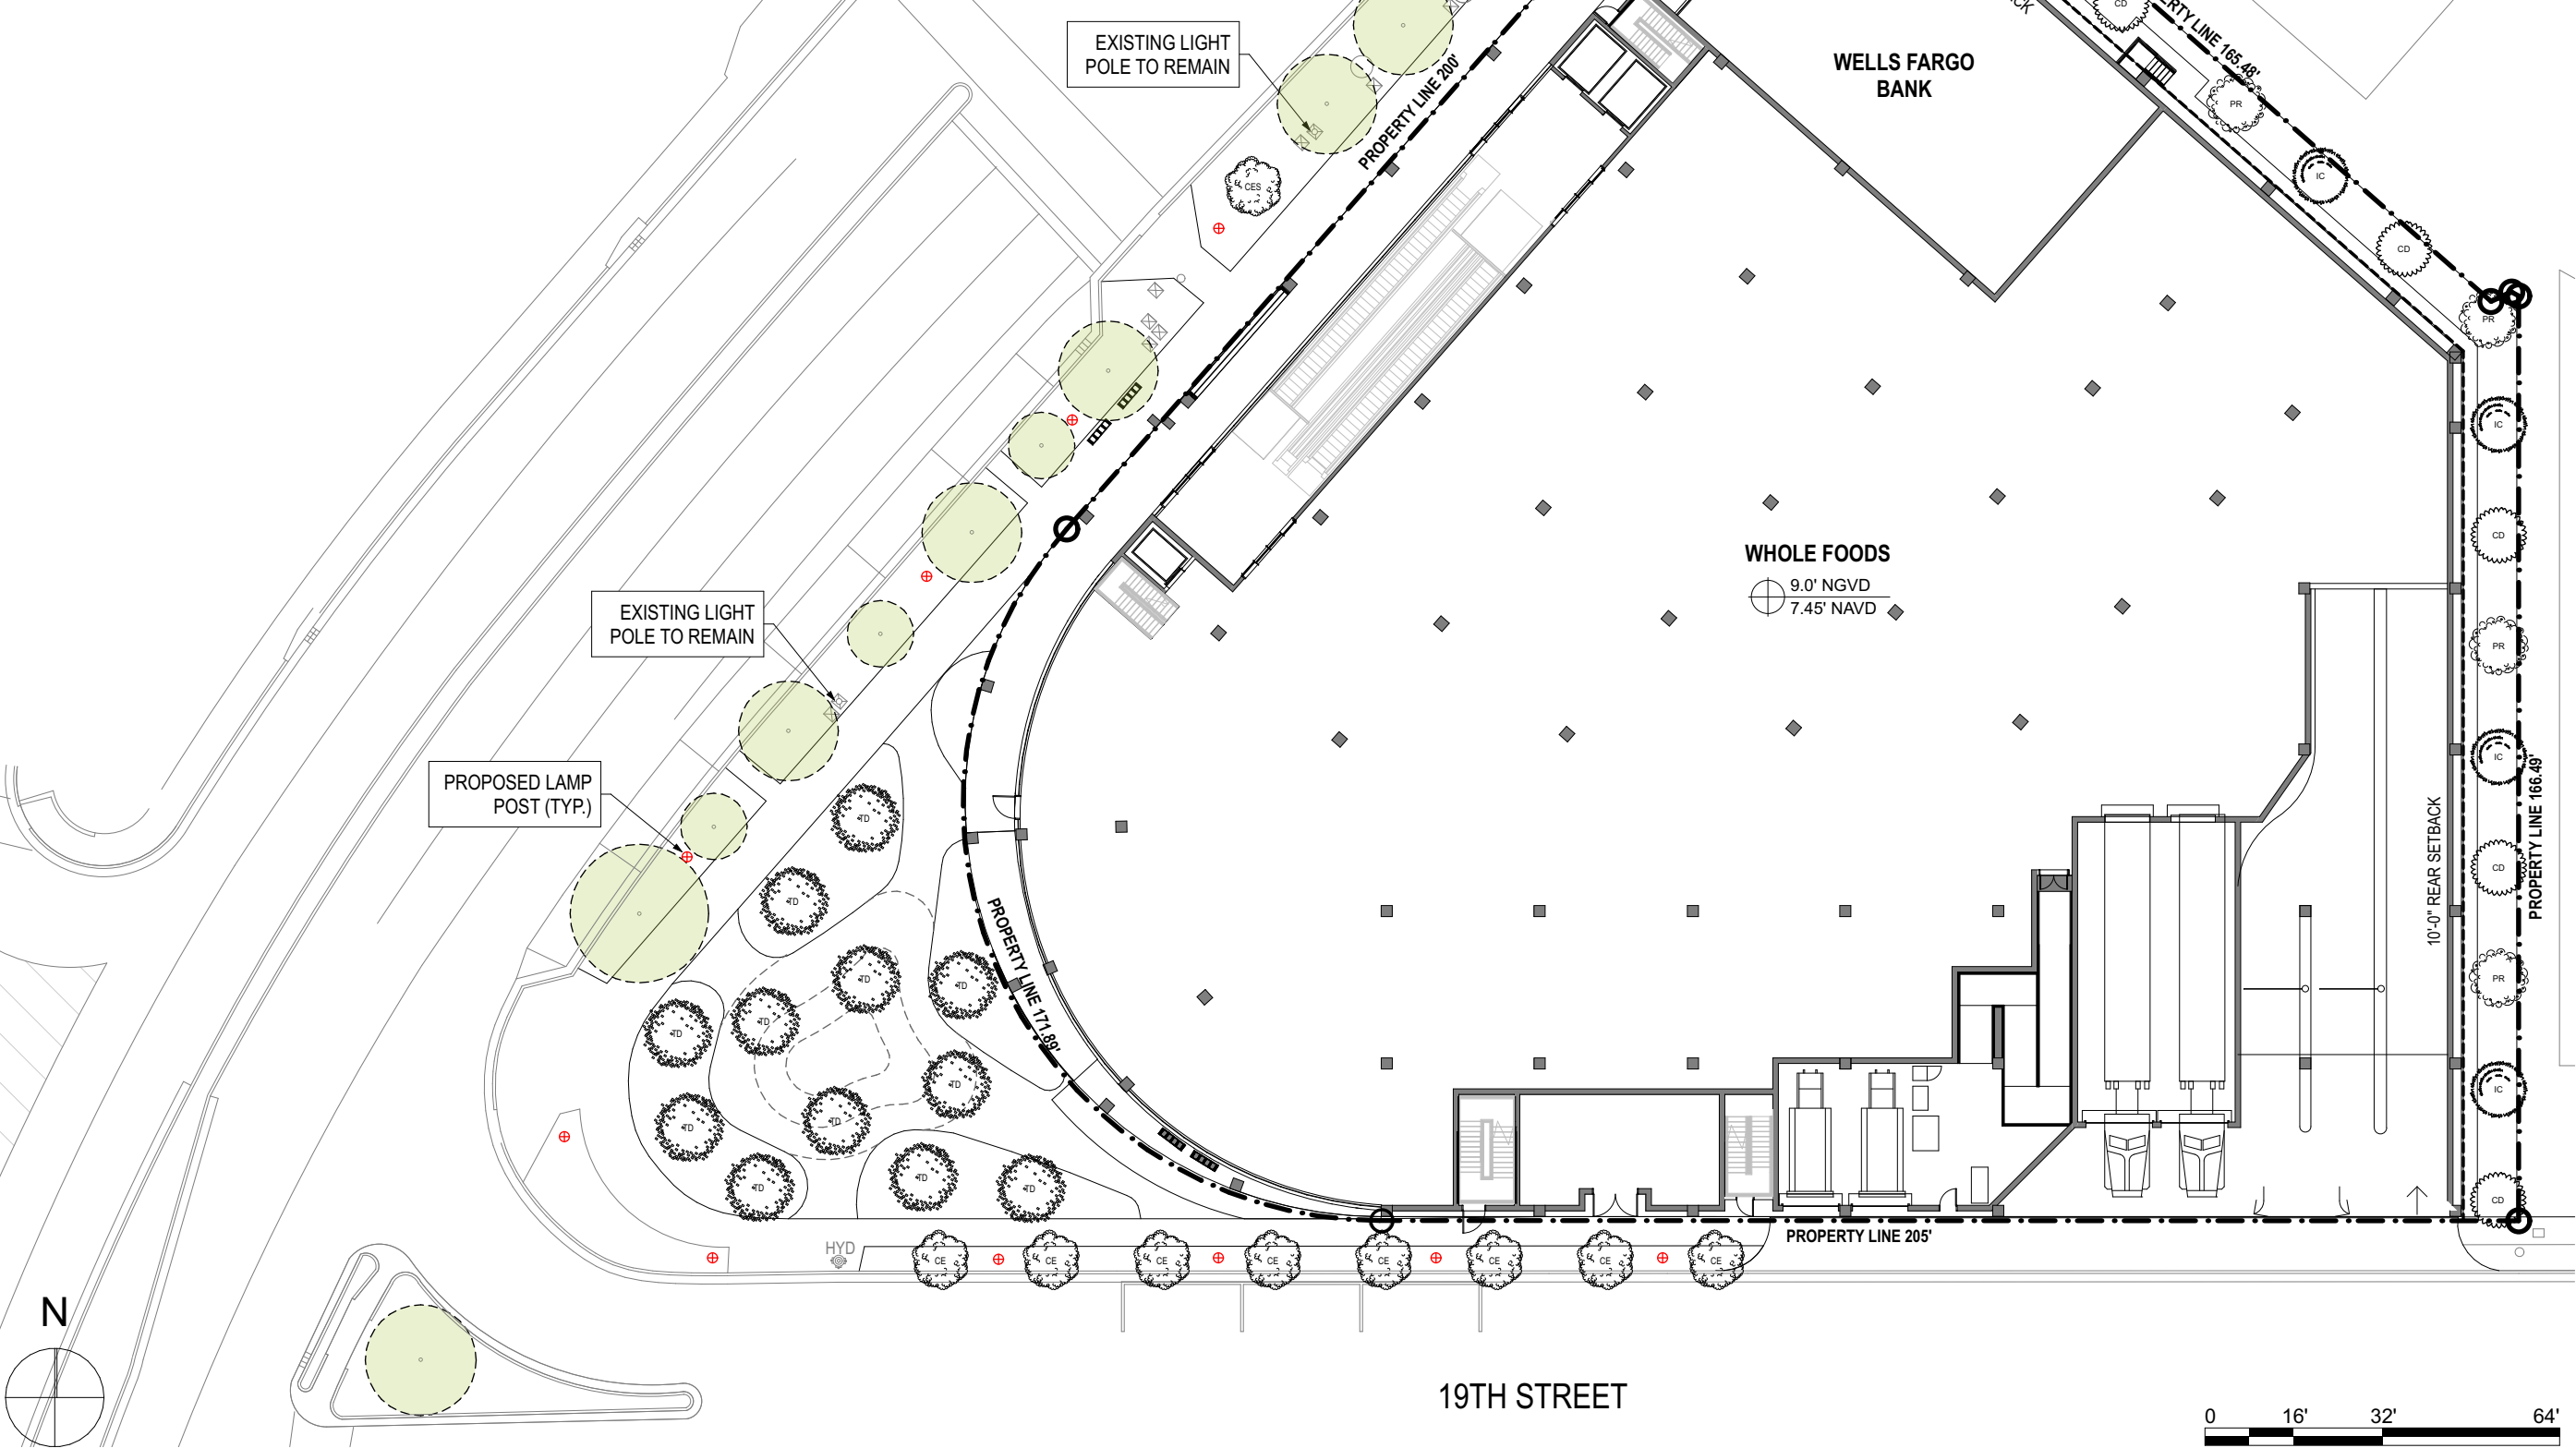 EXISTING LIGHT
POLE TO REMAIN
PROPERTY LINE 200'
WELLS FARGO
BANK
CK
CD
ERTY LINE 165.48'
PR
IC
CD
PR
CES
IC
CD
WHOLE FOODS
9.0' NGVD
7.45' NAVD
EXISTING LIGHT
POLE TO REMAIN
PR
IC
PROPOSED LAMP
POST (TYP.)
10'-0" REAR SETBACK
PROPERTY LINE 166.49'
CD
PR
IC
CD
TD
TD
TD
TD
TD
TD
TD
TD
TD
TD
TD
TD
PROPERTY LINE 171.89'
PROPERTY LINE 205'
HYD
CE
CE
CE
CE
CE
CE
CE
CE
N
19TH STREET
0 16' 32' 64'